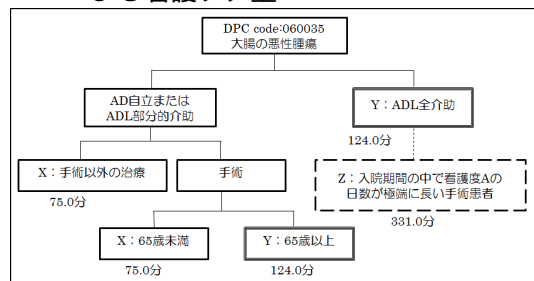 DPC code:060035
大腸の悪性腫瘍
AD自立または
ADL部分的介助
Y：ADL全介助
124.0分
X：手術以外の治療
手術
Z：入院期間の中で看護度Aの
日数が極端に長い手術患者
75.0分
331.0分
X：65歳未満
Y：65歳以上
75.0分
124.0分